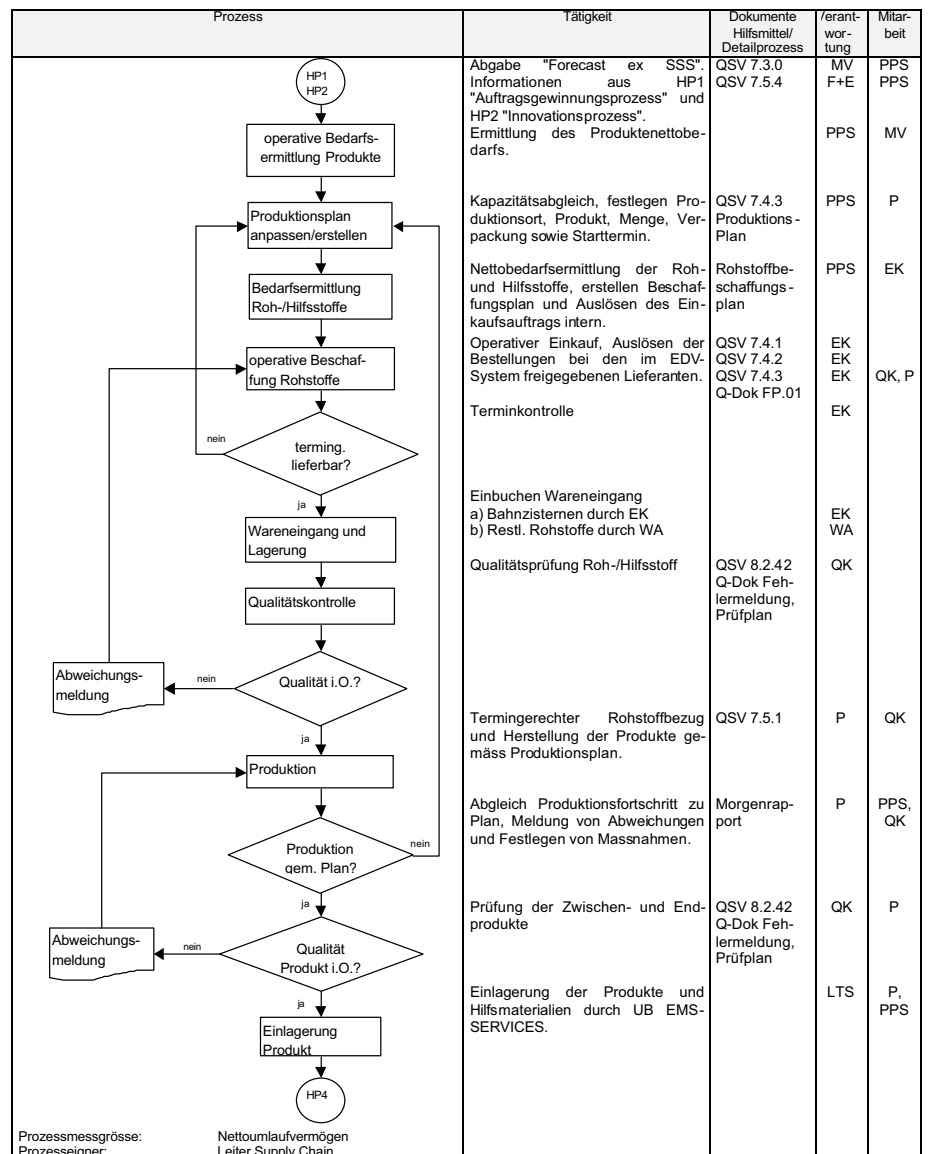 Prozess
Tätigkeit
Dokumente
Hilfsmittel/
Detailprozess
Verant-
wor-
tung
Mitar-
beit
HP1
HP2
Abgabe "Forecast ex SSS".
Informationen aus HP1
"Auftragsgewinnungsprozess" und
HP2 "Innovationsprozess".
QSV 7.3.0
QSV 7.5.4
MV
F+E
PPS
PPS
operative Bedarfs-
ermittlung Produkte
Ermittlung des Produktenettobe-
darfs.
PPS
MV
Produktionsplan
anpassen/erstellen
Kapazitätsabgleich, festlegen Pro-
duktionsort, Produkt, Menge, Ver-
packung sowie Starttermin.
QSV 7.4.3
Produktions-
Plan
PPS
P
Bedarfsermittlung
Roh-/Hilfsstoffe
Nettobedarfsermittlung der Roh-
und Hilfsstoffe, erstellen Beschaf-
fungsplan und Auslösen des Ein-
kaufsauftrags intern.
Rohstoffbe-
schaffungs-
plan
PPS
EK
operative Beschaf-
fung Rohstoffe
Operativer Einkauf, Auslösen der
Bestellungen bei den im EDV-
System freigegebenen Lieferanten.
QSV 7.4.1
QSV 7.4.2
QSV 7.4.3
Q-Dok FP.01
EK
EK
EK
QK, P
nein
terming.
lieferbar?
ja
Terminkontrolle
EK
Wareneingang und
Lagerung
Einbuchen Wareneingang
a) Bahnzisternen durch EK
b) Restl. Rohstoffe durch WA
EK
WA
Qualitätskontrolle
Qualitätsprüfung Roh-/Hilfsstoff
QSV 8.2.42
Q-Dok Feh-
lermeldung,
Prüfplan
QK
Abweichungs-
meldung
nein
Qualität i.O.?
ja
Produktion
Termingerechter Rohstoffbezug
und Herstellung der Produkte ge-
mäss Produktionsplan.
QSV 7.5.1
P
QK
Produktion
gem. Plan?
nein
ja
Abgleich Produktionsfortschritt zu
Plan, Meldung von Abweichungen
und Festlegen von Massnahmen.
Morgenrap-
port
P
PPS,
QK
Abweichungs-
meldung
nein
Qualität
Produkt i.O.?
ja
Prüfung der Zwischen- und End-
produkte
QSV 8.2.42
Q-Dok Feh-
lermeldung,
Prüfplan
QK
P
Einlagerung
Produkt
Einlagerung der Produkte und
Hilfsmaterialien durch UB EMS-
SERVICES.
LTS
P,
PPS
HP4
Prozessmessgrösse: Nettoumlaufvermögen
Prozesseigner: Leiter Supply Chain